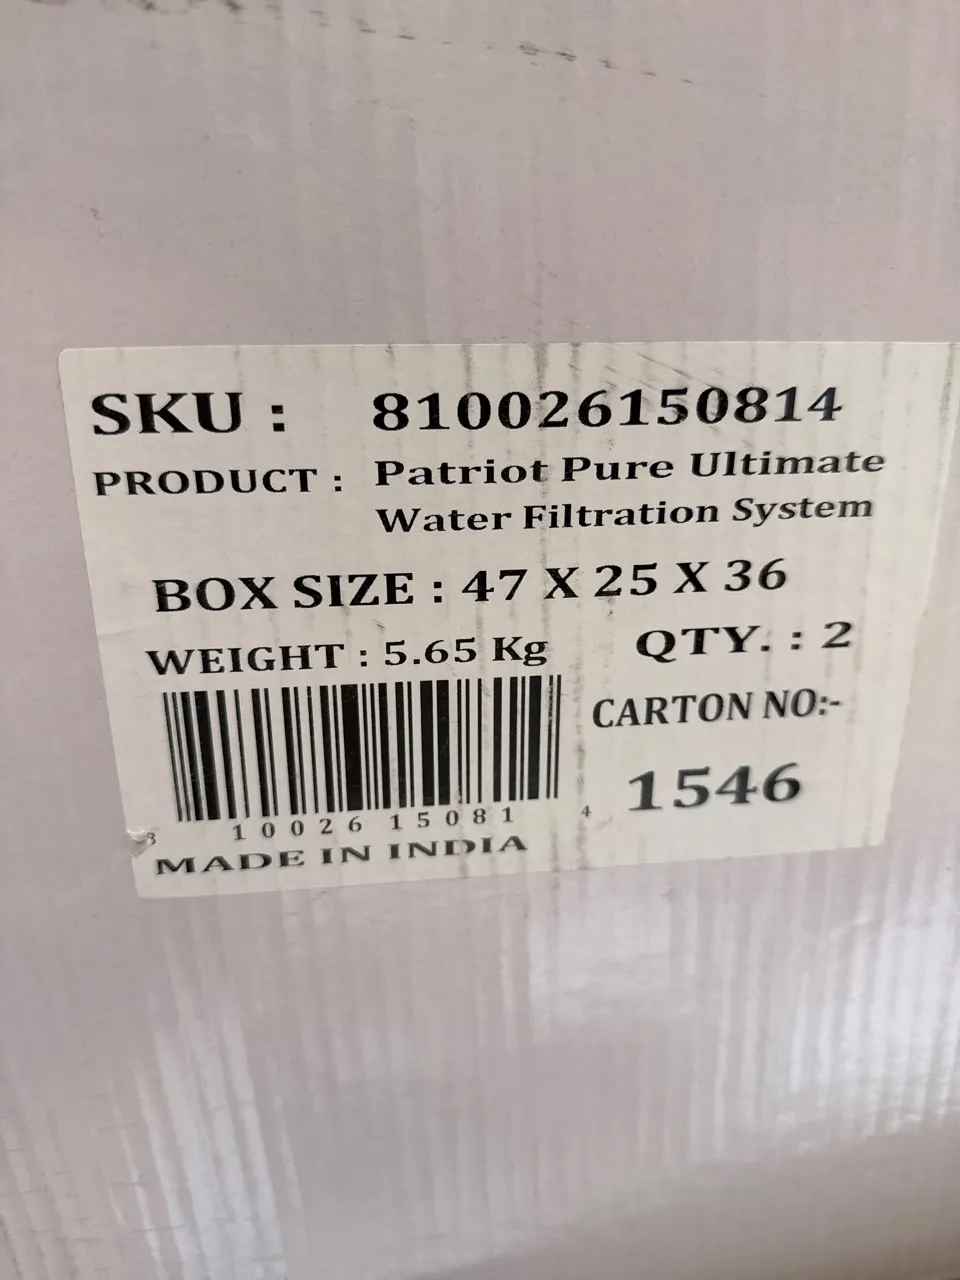 SKU : 810026150814
PRODUCT : Patriot Pure Ultimate
Water Filtration System
BOX SIZE : 47 X 25 X 36
WEIGHT : 5.65 Kg QTY. : 2
CARTON NO:-
1546
8 10026 15081 4
MADE IN INDIA